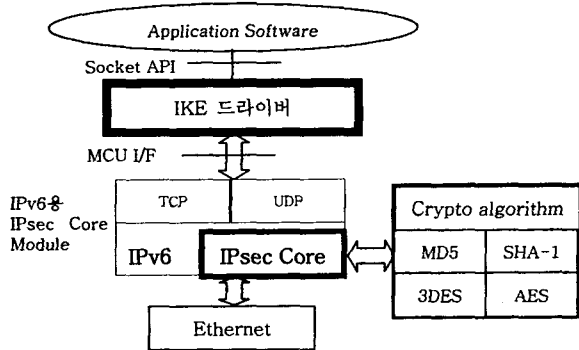 Application Software
Socket API
IKE 드라이버
MCU I/F
IPv6용
IPsec Core
Module
TCP
UDP
IPv6
IPsec Core
Crypto algorithm
MD5
SHA-1
3DES
AES
Ethernet